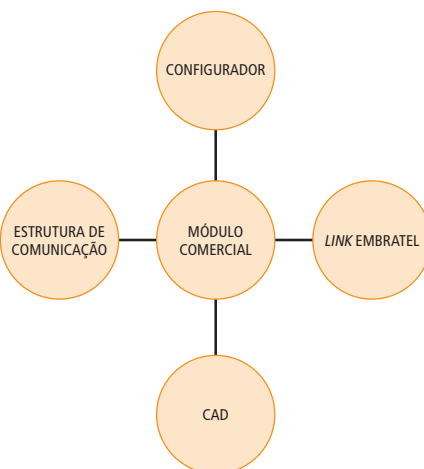 CONFIGURADOR
ESTRUTURA DE
COMUNICAÇÃO
MÓDULO
COMERCIAL
LINK EMBRATEL
CAD